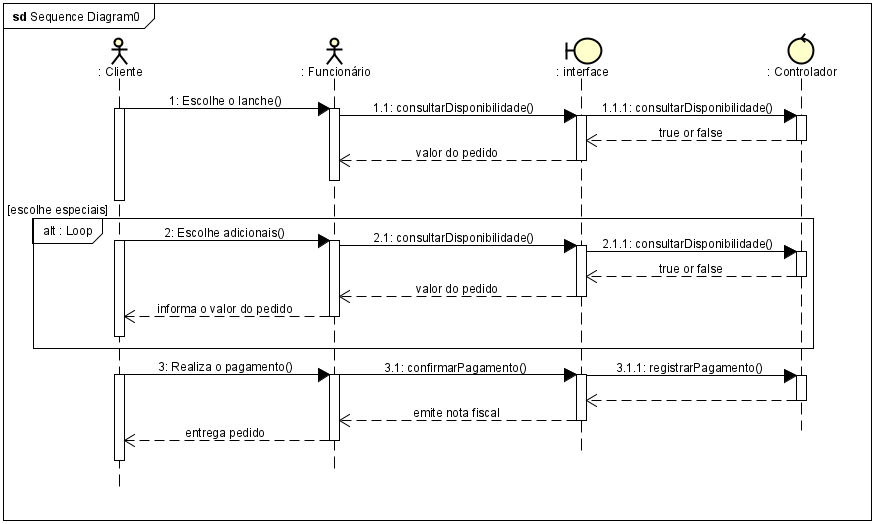 sd Sequence Diagram0
: Cliente
: Funcionário
: interface
: Controlador
1: Escolhe o lanche()
1.1: consultarDisponibilidade()
1.1.1: consultarDisponibilidade()
true or false
valor do pedido
[escolhe especiais]
alt : Loop
2: Escolhe adicionais()
2.1: consultarDisponibilidade()
2.1.1: consultarDisponibilidade()
true or false
valor do pedido
informa o valor do pedido
3: Realiza o pagamento()
3.1: confirmarPagamento()
3.1.1: registrarPagamento()
emite nota fiscal
entrega pedido